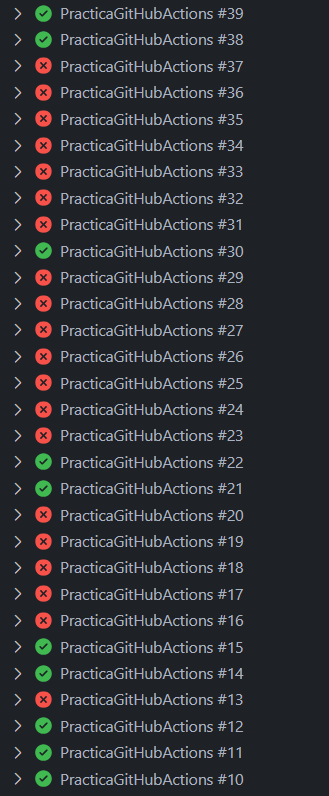 PracticaGitHubActions #39
PracticaGitHubActions #38
PracticaGitHubActions #37
PracticaGitHubActions #36
PracticaGitHubActions #35
PracticaGitHubActions #34
PracticaGitHubActions #33
PracticaGitHubActions #32
PracticaGitHubActions #31
PracticaGitHubActions #30
PracticaGitHubActions #29
PracticaGitHubActions #28
PracticaGitHubActions #27
PracticaGitHubActions #26
PracticaGitHubActions #25
PracticaGitHubActions #24
PracticaGitHubActions #23
PracticaGitHubActions #22
PracticaGitHubActions #21
PracticaGitHubActions #20
PracticaGitHubActions #19
PracticaGitHubActions #18
PracticaGitHubActions #17
PracticaGitHubActions #16
PracticaGitHubActions #15
PracticaGitHubActions #14
PracticaGitHubActions #13
PracticaGitHubActions #12
PracticaGitHubActions #11
PracticaGitHubActions #10